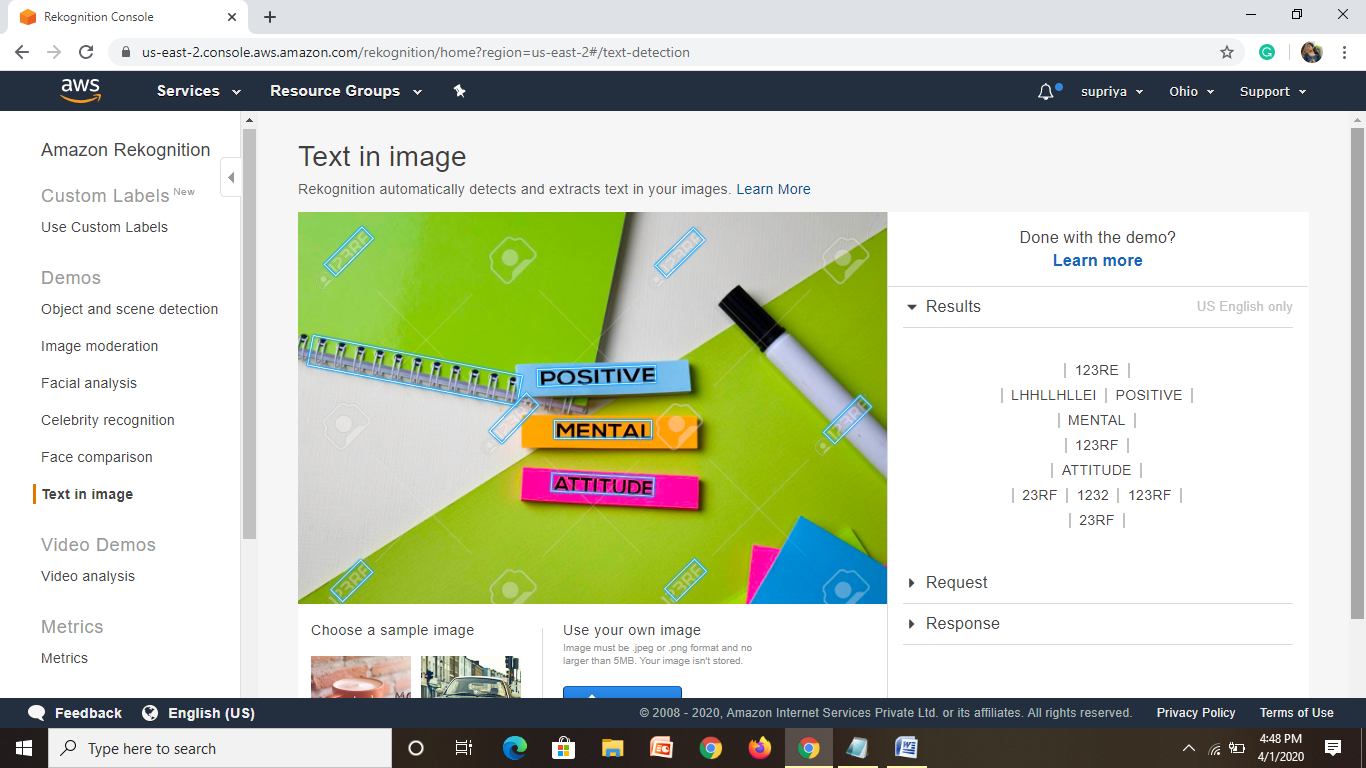 Rekognition Console
us-east-2.console.aws.amazon.com/rekognition/home?region=us-east-2#/text-detection
aws Services Resource Groups supriya Ohio Support
Amazon Rekognition
Custom Labels New
Use Custom Labels
Demos
Object and scene detection
Image moderation
Facial analysis
Celebrity recognition
Face comparison
Text in image
Video Demos
Video analysis
Metrics
Metrics
Text in image
Rekognition automatically detects and extracts text in your images. Learn More
123RF 123RF
POSITIVE
MENTAL
123RF 123RF
ATTITUDE
123RF 123RF
Choose a sample image
Use your own image
Image must be .jpeg or .png format and no
larger than 5MB. Your image isn't stored.
Done with the demo?
Learn more
Results US English only
| 123RE |
| LHHLLHLLEI | POSITIVE |
| MENTAL |
| 123RF |
| ATTITUDE |
| 23RF | 1232 | 123RF |
| 23RF |
Request
Response
Feedback English (US) © 2008 - 2020, Amazon Internet Services Private Ltd. or its affiliates. All rights reserved. Privacy Policy Terms of Use
Type here to search
4:48 PM
4/1/2020